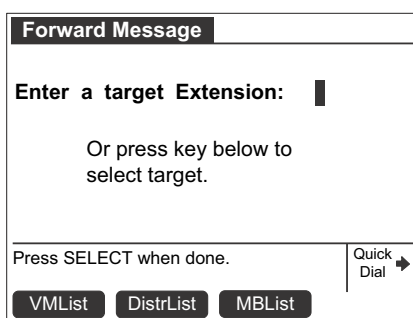 Forward Message
Enter a target Extension:
Or press key below to
select target.
Press SELECT when done.
Quick
Dial
VMList DistrList MBList